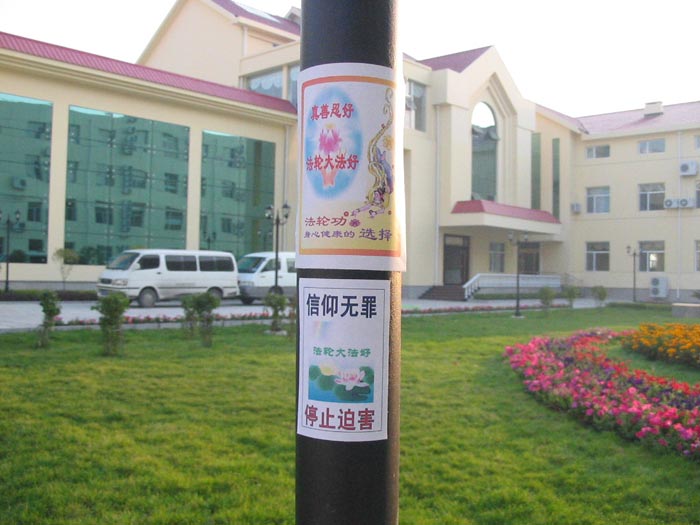 真善忍好
法轮大法好
法轮功
身心健康的 选择
信仰无罪
法轮大法好
停止迫害